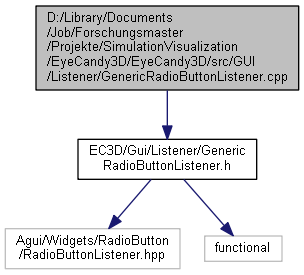 D:/Library/Documents
/Job/Forschungsmaster
/Projekte/SimulationVisualization
/EyeCandy3D/EyeCandy3D/src/GUI
/Listener/GenericRadioButtonListener.cpp
EC3D/Gui/Listener/Generic
RadioButtonListener.h
Agui/Widgets/RadioButton
/RadioButtonListener.hpp
functional